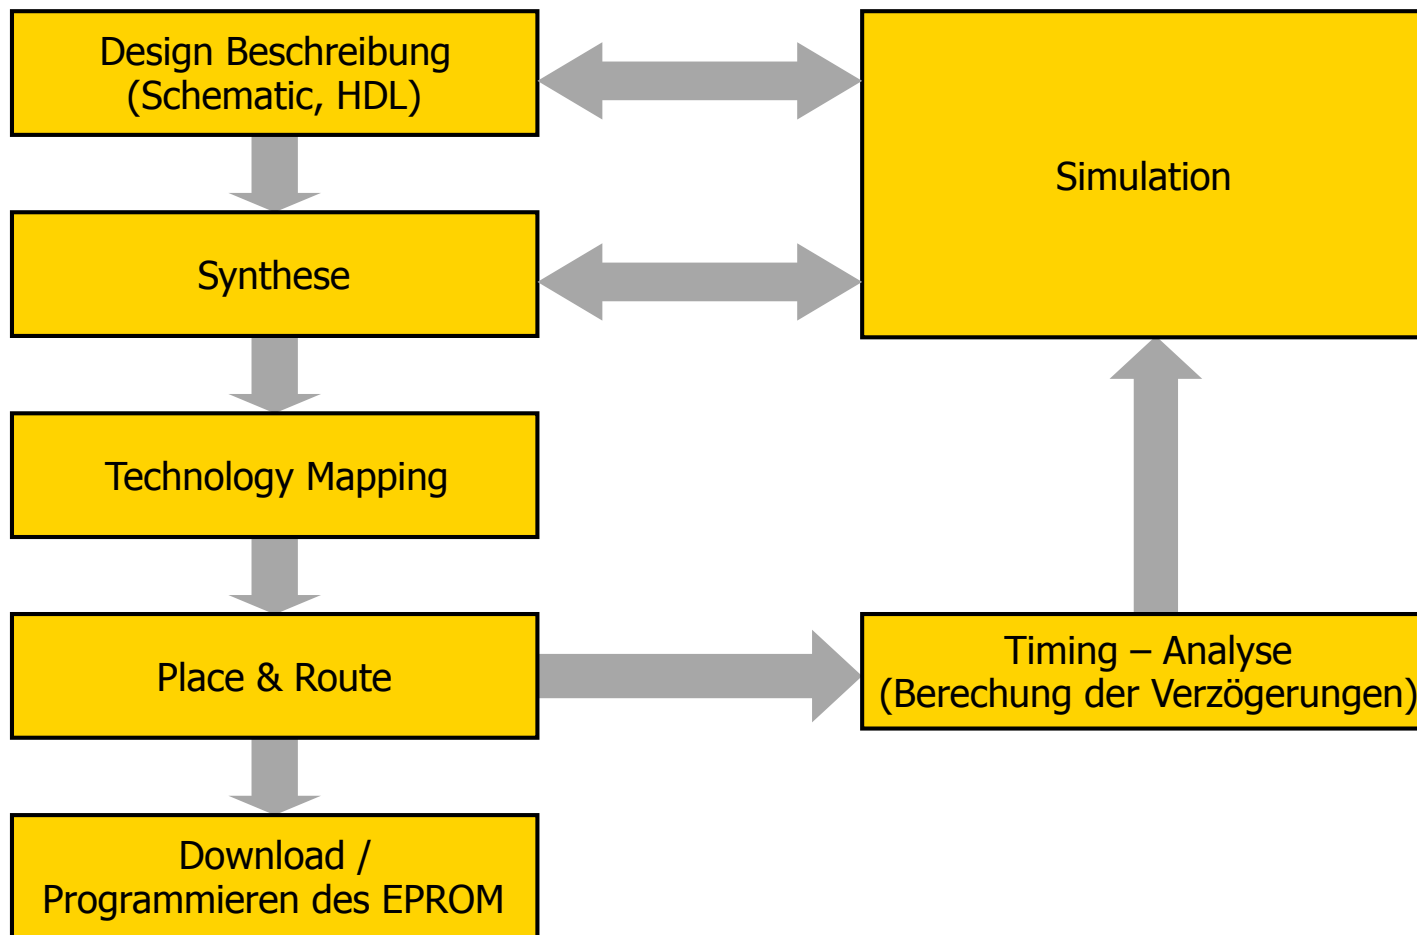 Design Beschreibung
(Schematic, HDL)
Simulation
Synthese
Technology Mapping
Place & Route
Timing – Analyse
(Berechung der Verzögerungen)
Download /
Programmieren des EPROM